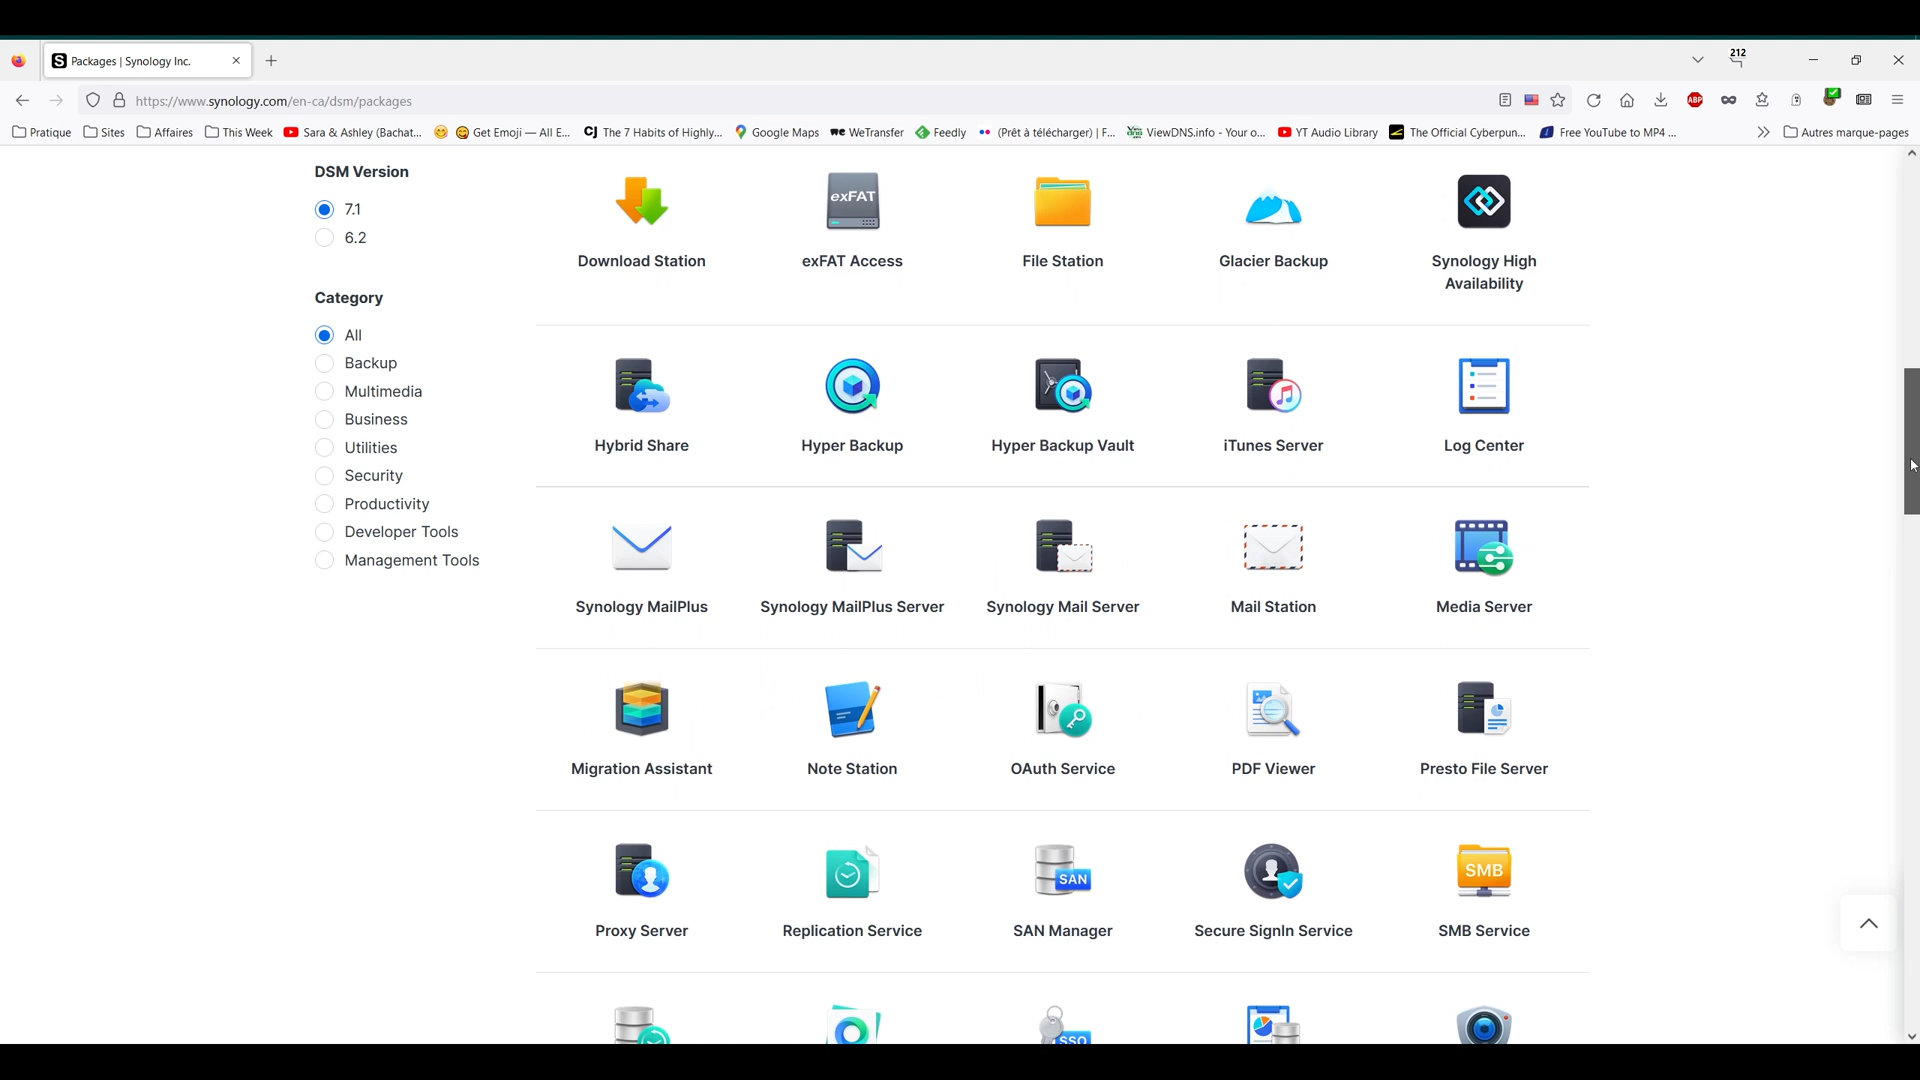 Packages | Synology Inc.
212
https://www.synology.com/en-ca/dsm/packages
ABP
Pratique
Sites
Affaires
This Week
Sara & Ashley (Bachat...
Get Emoji — All E...
CJ
The 7 Habits of Highly...
Google Maps
we WeTransfer
Feedly
(Prêt à télécharger) | F...
ViewDNS.info - Your o...
YT Audio Library
The Official Cyberpun...
Free YouTube to MP4 ...
Autres marque-pages
DSM Version
7.1
6.2
Category
All
Backup
Multimedia
Business
Utilities
Security
Productivity
Developer Tools
Management Tools
exFAT
Download Station
exFAT Access
File Station
Glacier Backup
Synology High
Availability
Hybrid Share
Hyper Backup
Hyper Backup Vault
iTunes Server
Log Center
Synology MailPlus
Synology MailPlus Server
Synology Mail Server
Mail Station
Media Server
Migration Assistant
Note Station
OAuth Service
PDF Viewer
Presto File Server
SAN
SMB
Proxy Server
Replication Service
SAN Manager
Secure SignIn Service
SMB Service
SSO